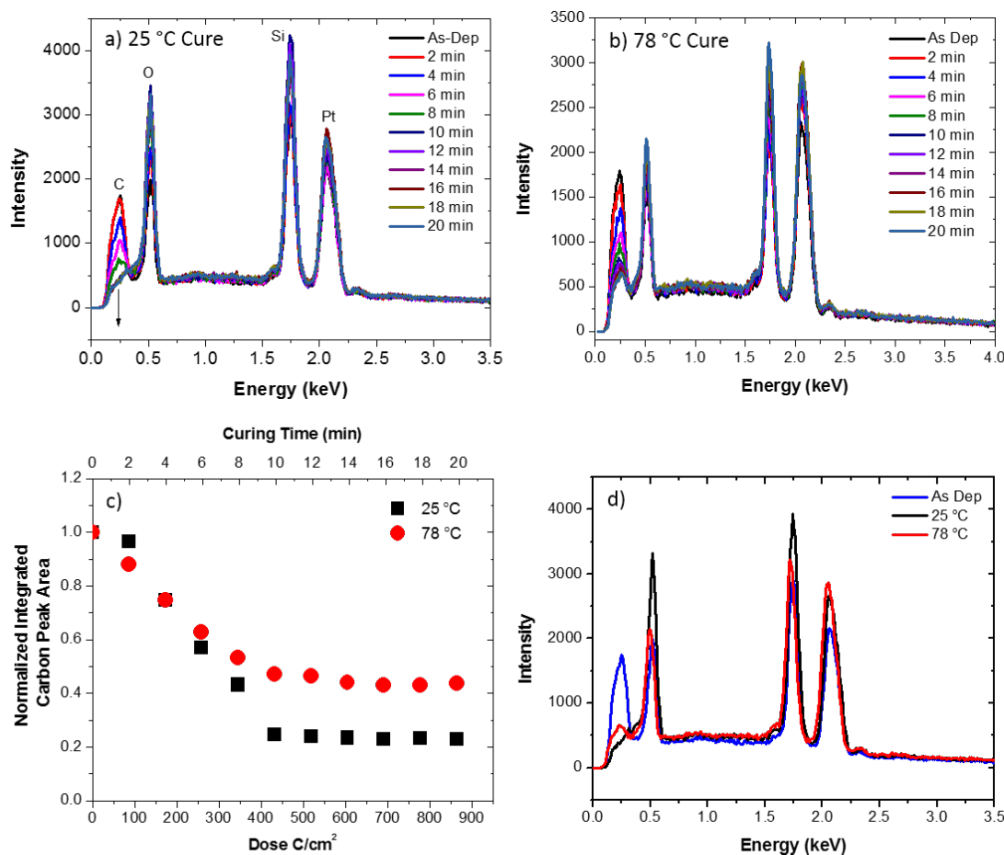 a) 25 °C Cure
Si
O
C
Pt
As-Dep
2 min
4 min
6 min
8 min
10 min
12 min
14 min
16 min
18 min
20 min
4000
3000
2000
1000
0
Intensity
0.0 0.5 1.0 1.5 2.0 2.5 3.0 3.5
Energy (keV)
b) 78 °C Cure
As Dep
2 min
4 min
6 min
8 min
10 min
12 min
14 min
16 min
18 min
20 min
3500
3000
2500
2000
1500
1000
500
0
Intensity
0.0 0.5 1.0 1.5 2.0 2.5 3.0 3.5 4.0
Energy (keV)
Curing Time (min)
0 2 4 6 8 10 12 14 16 18 20
c)
25 °C
78 °C
1.2
1.0
0.8
0.6
0.4
0.2
0.0
Normalized Integrated
Carbon Peak Area
0 100 200 300 400 500 600 700 800 900
Dose C/cm²
d)
As Dep
25 °C
78 °C
4000
3000
2000
1000
0
Intensity
0.0 0.5 1.0 1.5 2.0 2.5 3.0 3.5
Energy (keV)